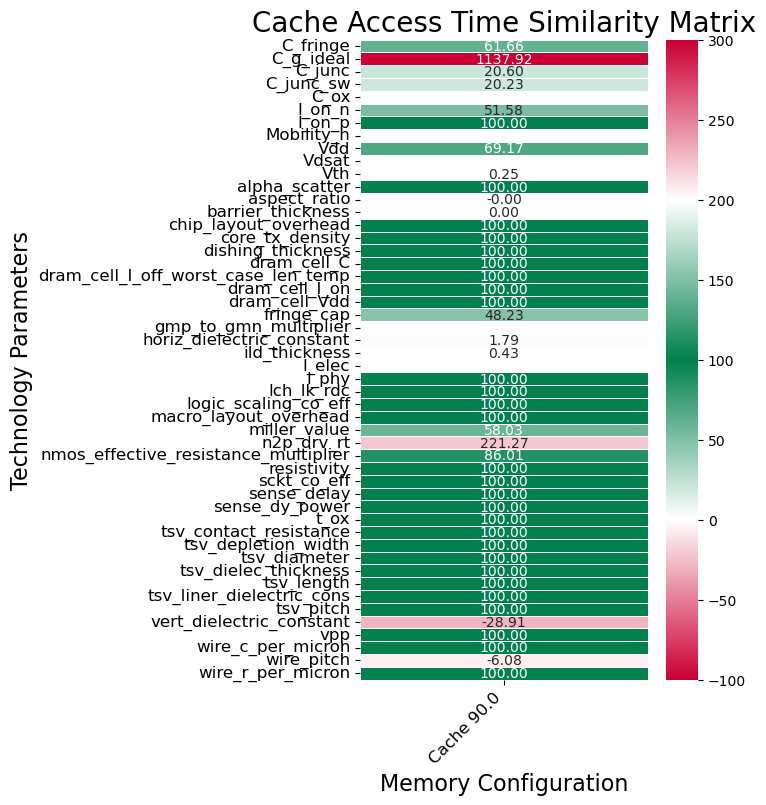 Cache Access Time Similarity Matrix
Technology Parameters
C_fringe 61.66
C_g_ideal 1137.92
C_junc 20.60
C_junc_sw 20.23
C_ox
I_on_n 51.58
I_on_p 100.00
Mobility_n
Vdd 69.17
Vdsat
Vth 0.25
alpha_scatter 100.00
aspect_ratio -0.00
barrier_thickness 0.00
chip_layout_overhead 100.00
core_tx_density 100.00
dishing_thickness 100.00
dram_cell_C 100.00
dram_cell_I_off_worst_case_len_temp 100.00
dram_cell_I_on 100.00
dram_cell_Vdd 100.00
fringe_cap 48.23
gmp_to_gmn_multiplier
horiz_dielectric_constant 1.79
ild_thickness 0.43
l_elec
l_phy 100.00
lch_lk_rdc 100.00
logic_scaling_co_eff 100.00
macro_layout_overhead 100.00
miller_value 58.03
n2p_drv_rt 221.27
nmos_effective_resistance_multiplier 86.01
resistivity 100.00
sckt_co_eff 100.00
sense_delay 100.00
sense_dy_power 100.00
t_ox 100.00
tsv_contact_resistance 100.00
tsv_depletion_width 100.00
tsv_diameter 100.00
tsv_dielec_thickness 100.00
tsv_length 100.00
tsv_liner_dielectric_cons 100.00
tsv_pitch 100.00
vert_dielectric_constant -28.91
vpp 100.00
wire_c_per_micron 100.00
wire_pitch -6.08
wire_r_per_micron 100.00
Cache 90.0
Memory Configuration
300
250
200
150
100
50
0
−50
−100